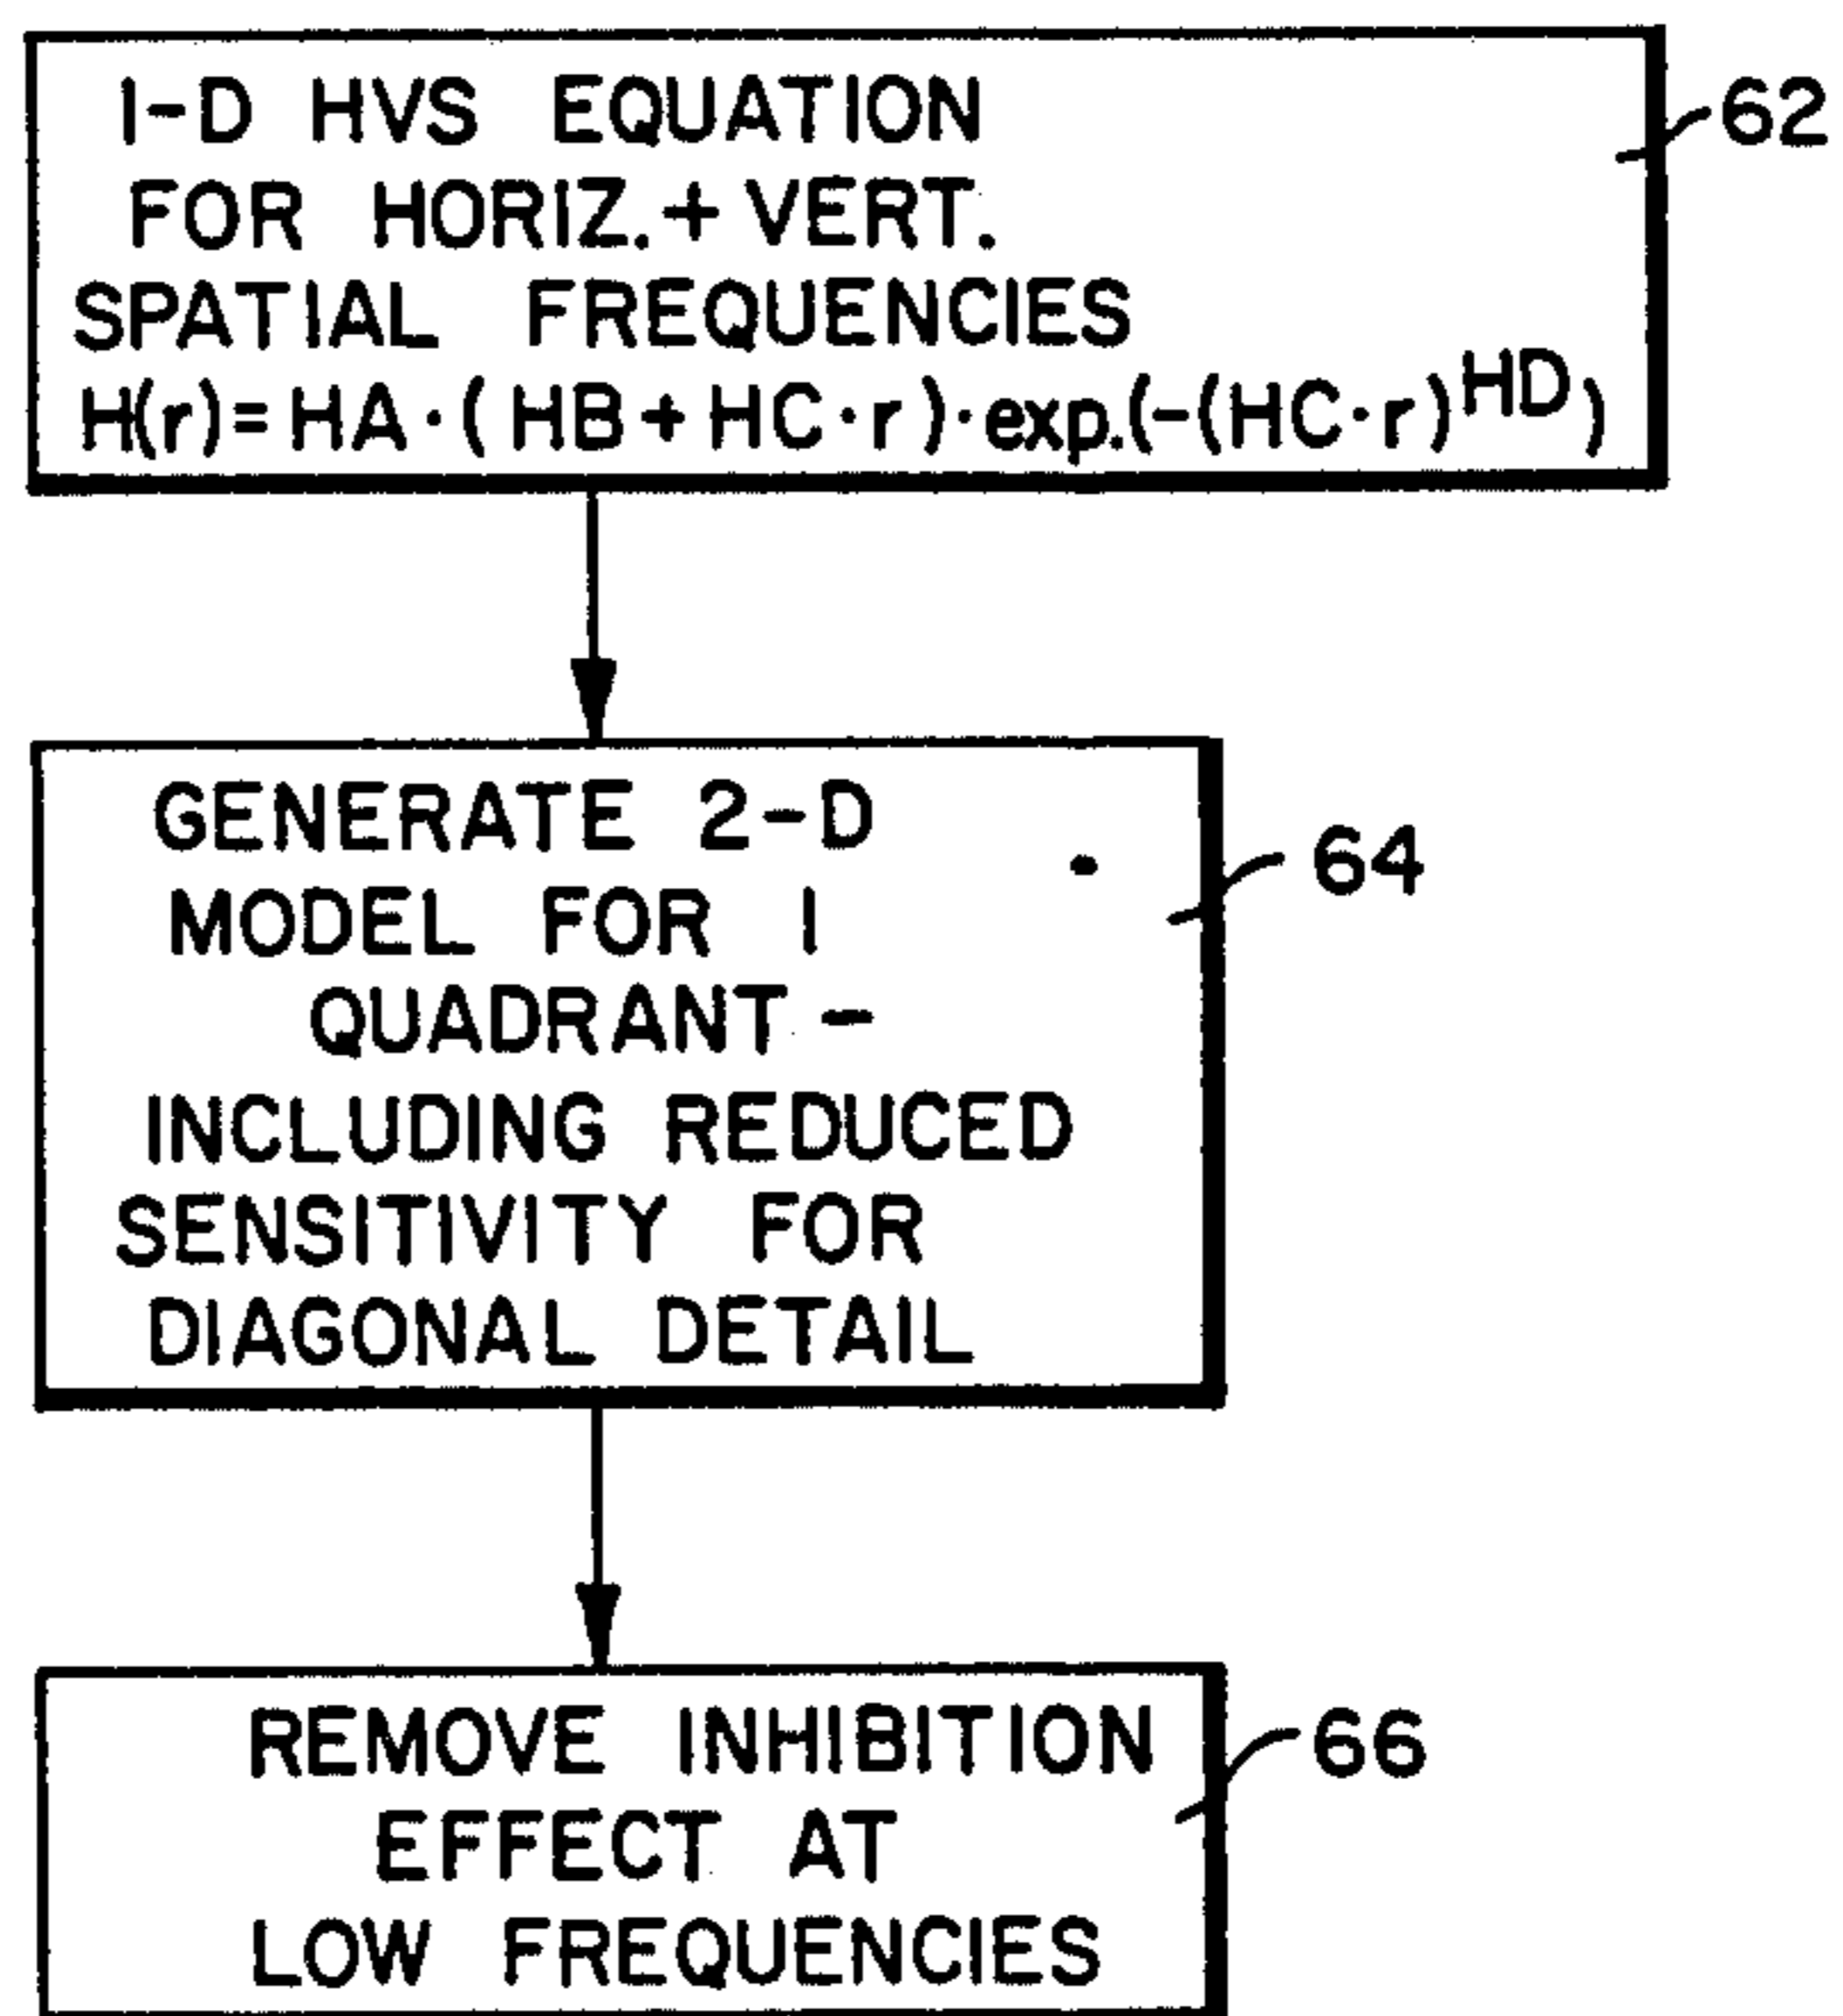 1-D HVS EQUATION
FOR HORIZ.+ VERT.
SPATIAL FREQUENCIES
H(r)= HA·(HB + HC·r)·exp.(-(HC·r)^HD)
62
GENERATE 2-D
MODEL FOR 1
QUADRANT-
INCLUDING REDUCED
SENSITIVITY FOR
DIAGONAL DETAIL
64
REMOVE INHIBITION
EFFECT AT
LOW FREQUENCIES
66